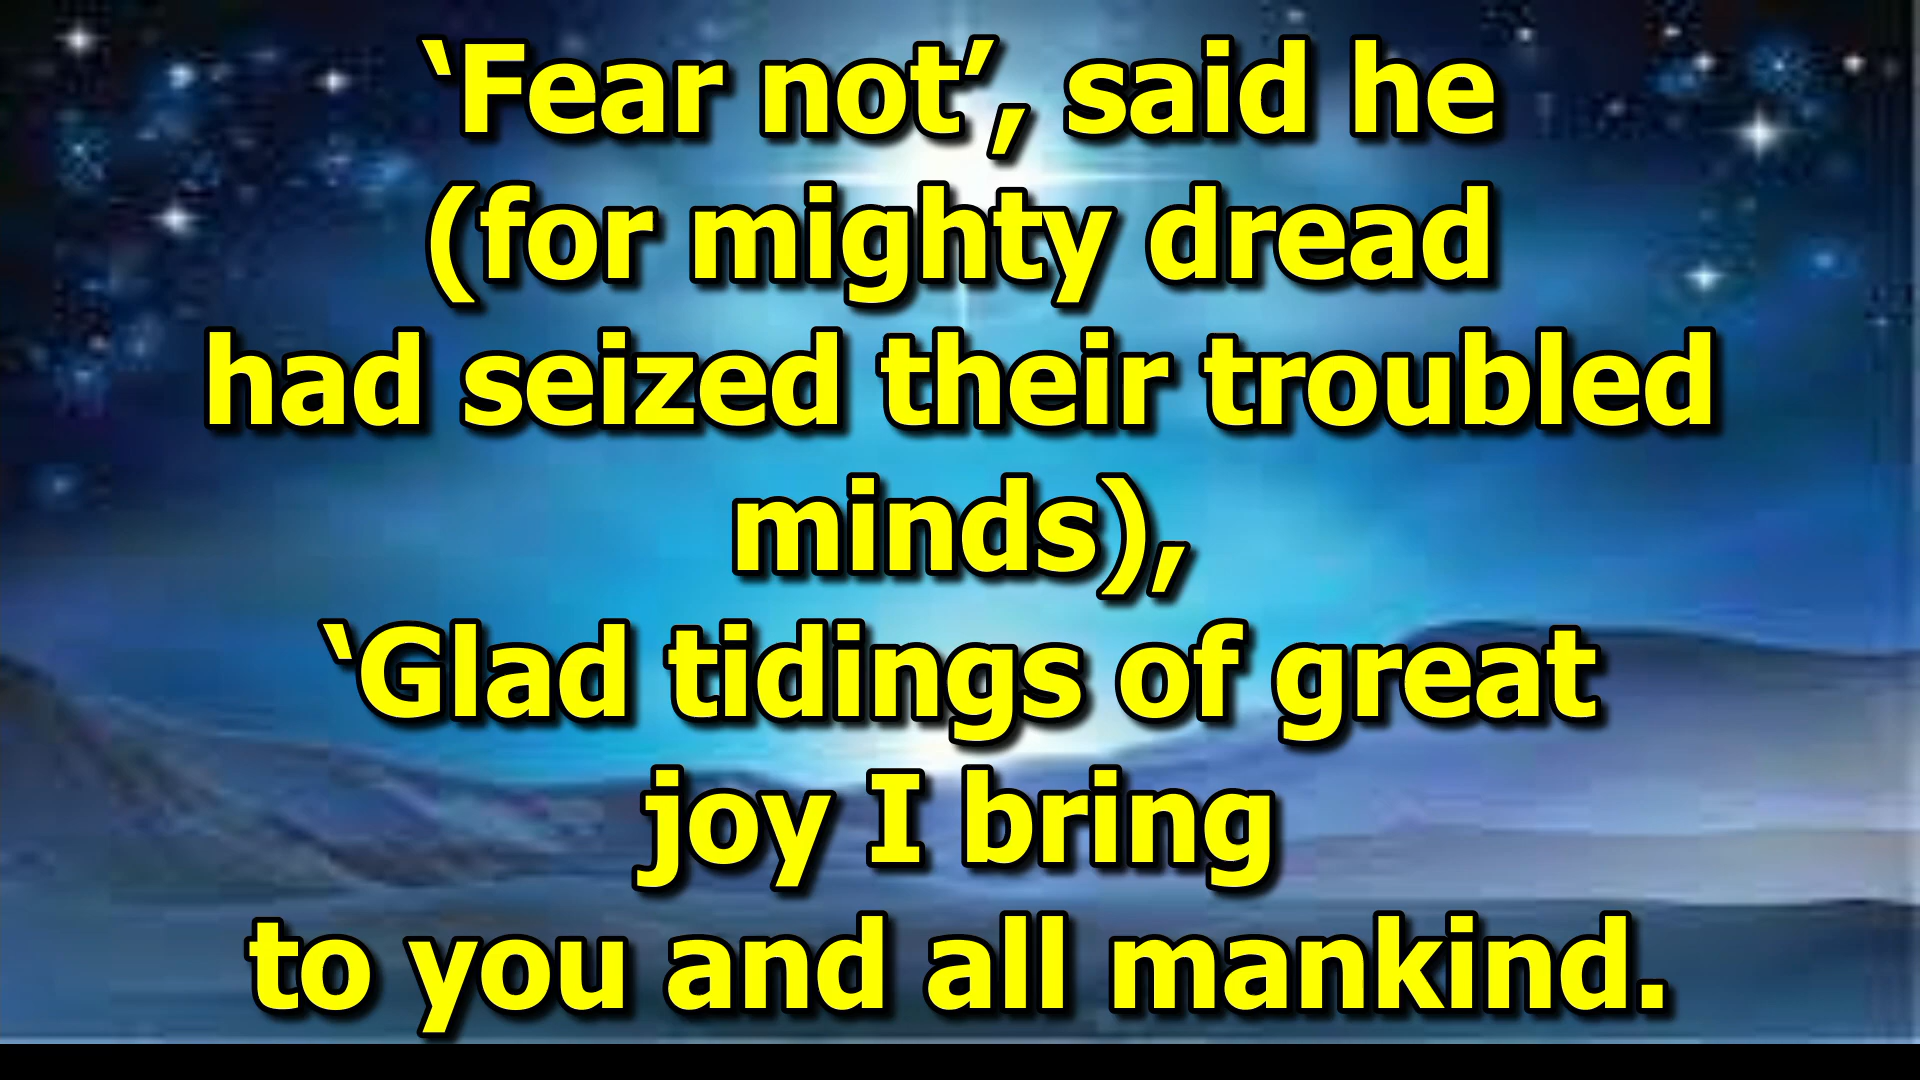 ‘Fear not’, said he
(for mighty dread
had seized their troubled
minds),
‘Glad tidings of great
joy I bring
to you and all mankind.